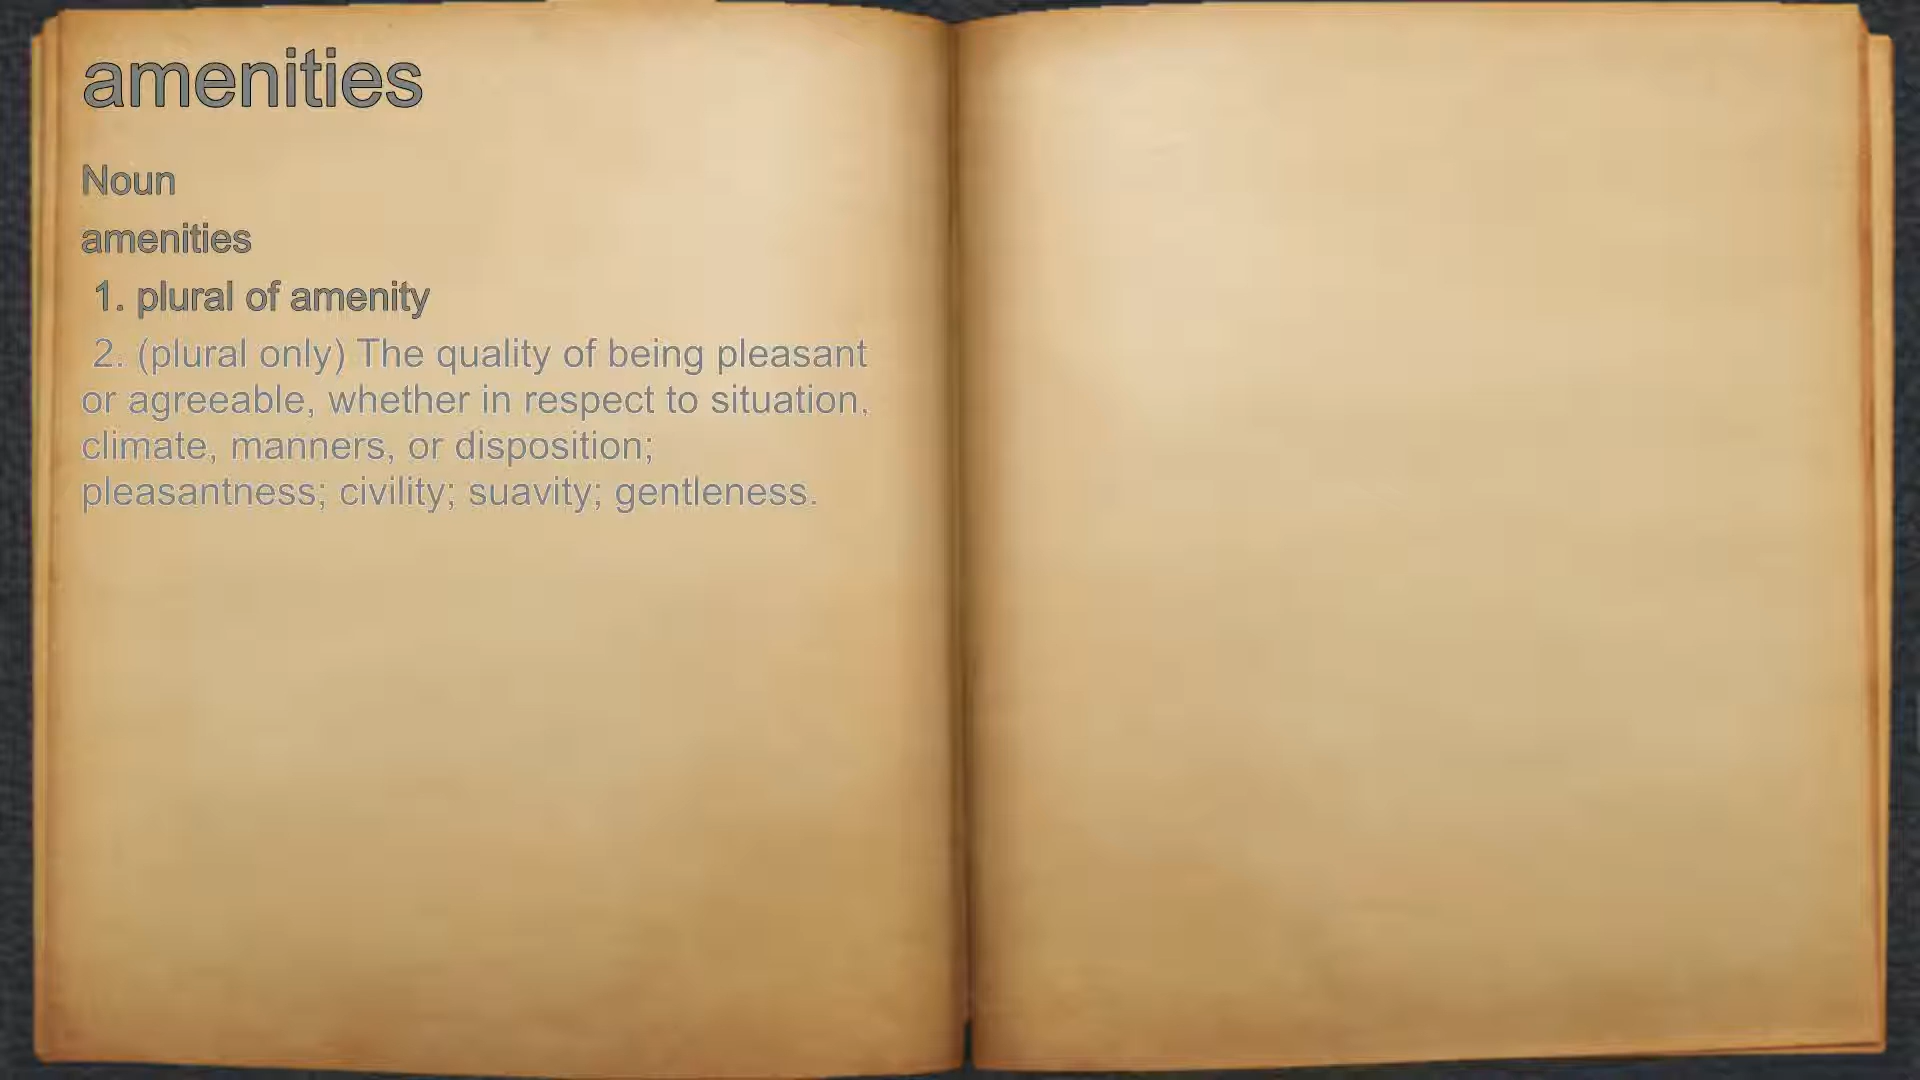 amenities
Noun
amenities
1. plural of amenity
2. (plural only) The quality of being pleasant
or agreeable, whether in respect to situation,
climate, manners, or disposition;
pleasantness; civility; suavity; gentleness.